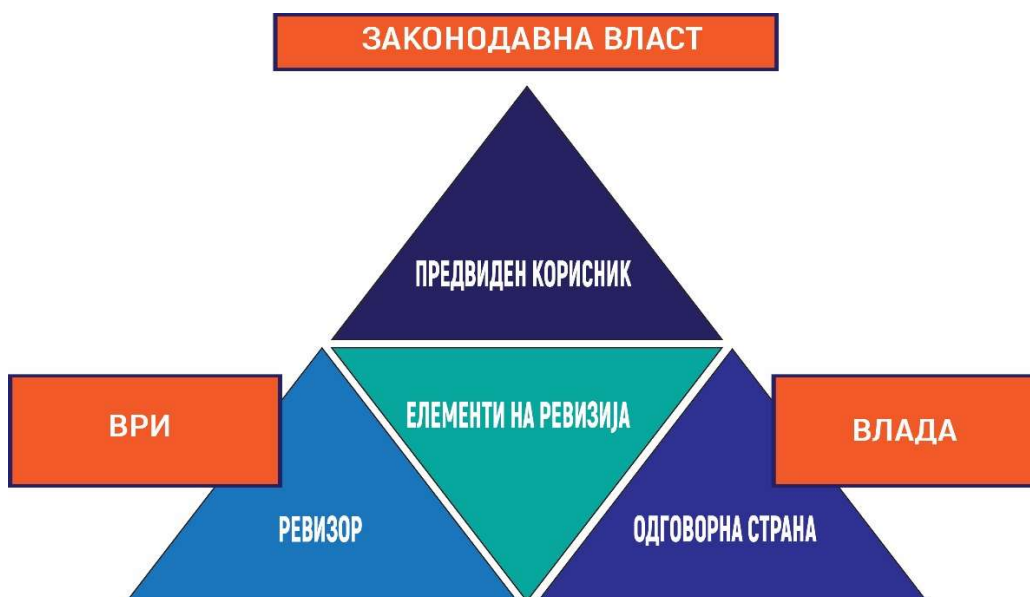 ЗАКОНОДАВНА ВЛАСТ
ПРЕДВИДЕН КОРИСНИК
ВРИ
ЕЛЕМЕНТИ НА РЕВИЗИЈА
ВЛАДА
РЕВИЗОР
ОДГОВОРНА СТРАНА